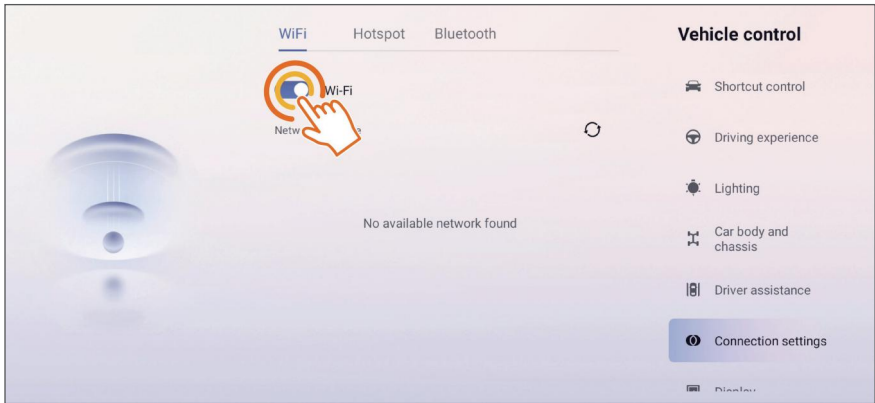 WiFi Hotspot Bluetooth
Wi-Fi
No available network found
Vehicle control
Shortcut control
Driving experience
Lighting
Car body and
chassis
Driver assistance
Connection settings
Display